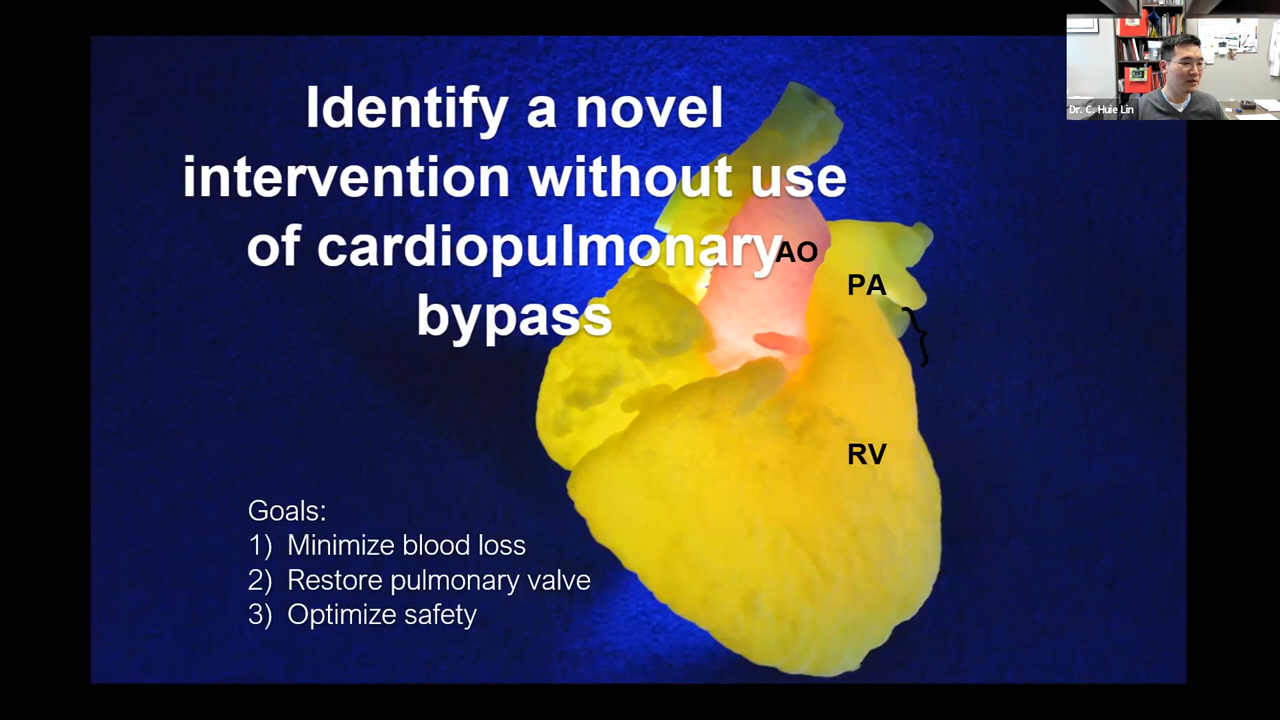 Identify a novel
intervention without use
of cardiopulmonary
bypass
AO
PA
RV
Goals:
1) Minimize blood loss
2) Restore pulmonary valve
3) Optimize safety
Dr. C. Huie Lin